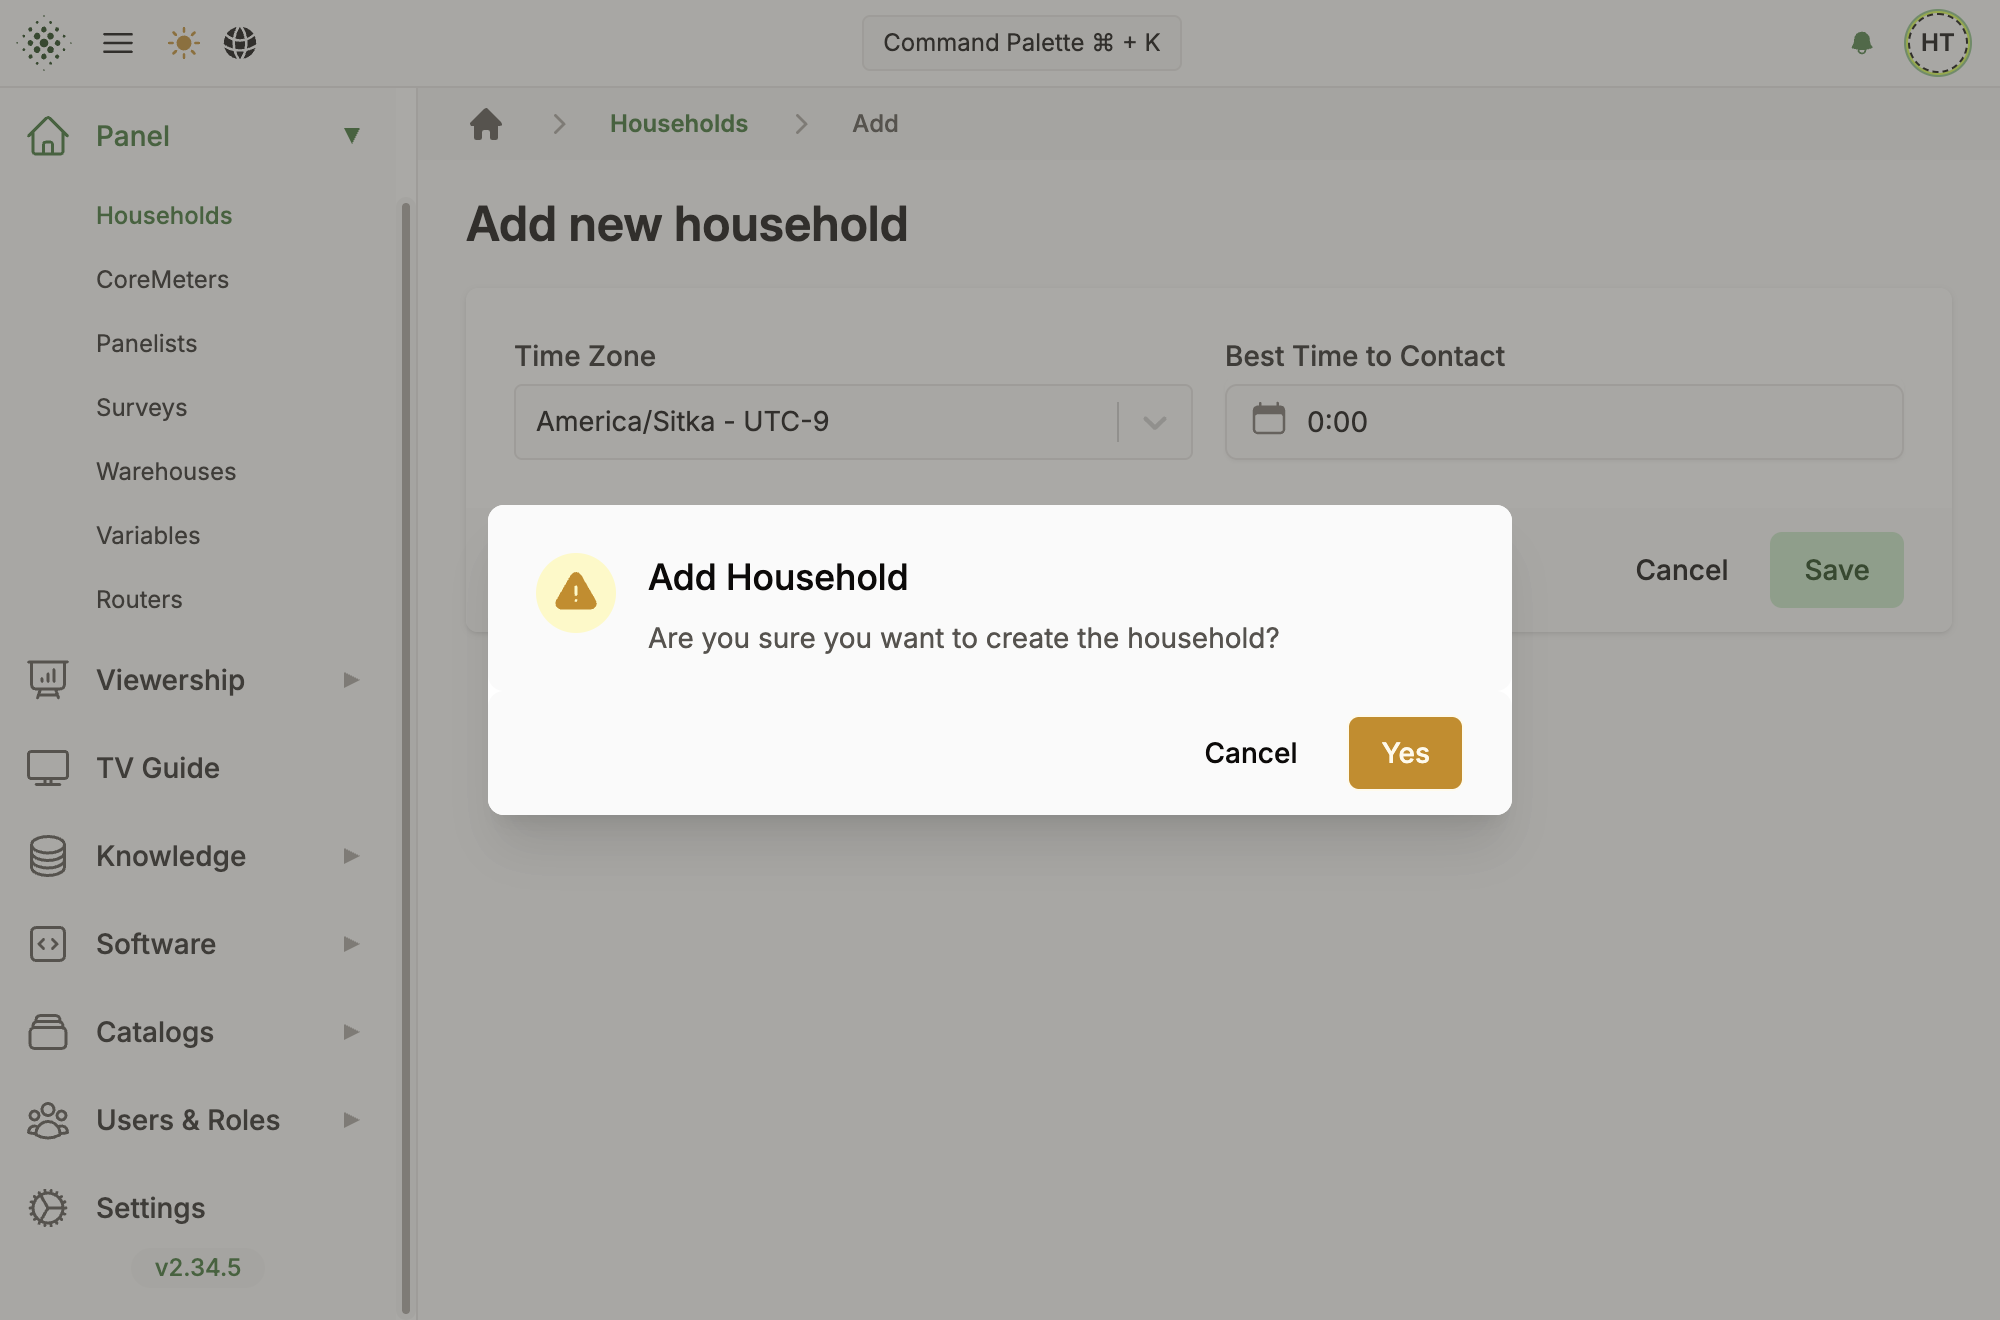 Command Palette ⌘ + K
HT
Panel
Households
CoreMeters
Panelists
Surveys
Warehouses
Variables
Routers
Viewership
TV Guide
Knowledge
Software
Catalogs
Users & Roles
Settings
v2.34.5
Households
Add
Add new household
Time Zone
America/Sitka - UTC-9
Best Time to Contact
0:00
Cancel
Save
Add Household
Are you sure you want to create the household?
Cancel
Yes